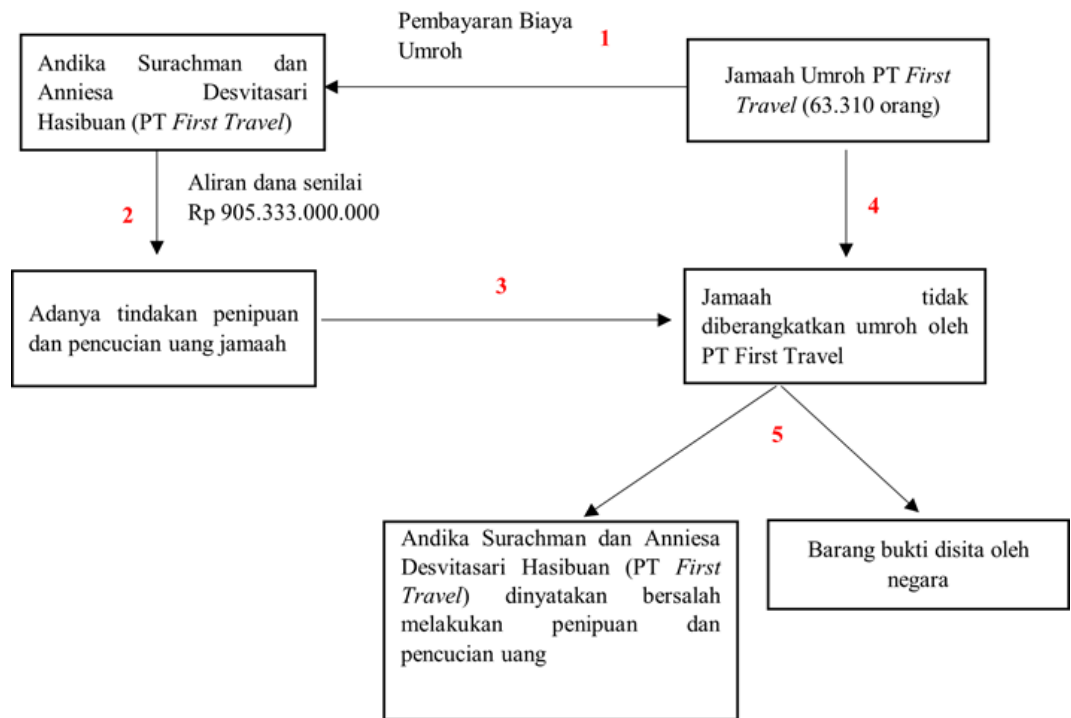 Pembayaran Biaya
Umroh
1
Andika Surachman dan
Anniesa Desvitasari
Hasibuan (PT First Travel)
Jamaah Umroh PT First
Travel (63.310 orang)
2
Aliran dana senilai
Rp 905.333.000.000
4
Adanya tindakan penipuan
dan pencucian uang jamaah
3
Jamaah tidak
diberangkatkan umroh oleh
PT First Travel
5
Andika Surachman dan Anniesa
Desvitasari Hasibuan (PT First
Travel) dinyatakan bersalah
melakukan penipuan dan
pencucian uang
Barang bukti disita oleh
negara